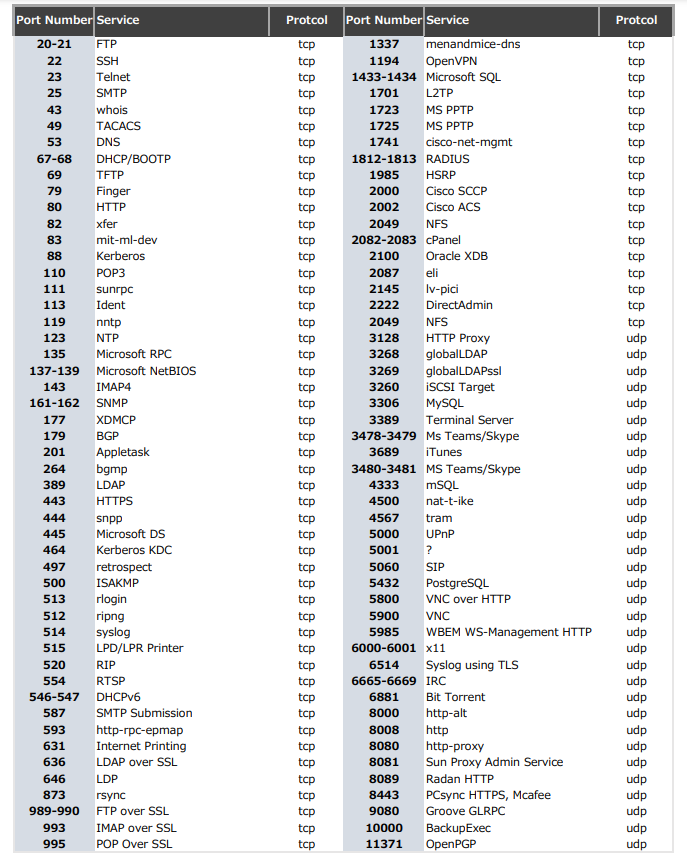 Port Number Service Protcol Port Number Service Protcol
20-21 FTP tcp 1337 menandmice-dns tcp
22 SSH tcp 1194 OpenVPN tcp
23 Telnet tcp 1433-1434 Microsoft SQL tcp
25 SMTP tcp 1701 L2TP tcp
43 whois tcp 1723 MS PPTP tcp
49 TACACS tcp 1725 MS PPTP tcp
53 DNS tcp 1741 cisco-net-mgmt tcp
67-68 DHCP/BOOTP tcp 1812-1813 RADIUS tcp
69 TFTP tcp 1985 HSRP tcp
79 Finger tcp 2000 Cisco SCCP tcp
80 HTTP tcp 2002 Cisco ACS tcp
82 xfer tcp 2049 NFS tcp
83 mit-ml-dev tcp 2082-2083 cPanel tcp
88 Kerberos tcp 2100 Oracle XDB tcp
110 POP3 tcp 2087 eli tcp
111 sunrpc tcp 2145 lv-pici tcp
113 Ident tcp 2222 DirectAdmin tcp
119 nntp tcp 2049 NFS tcp
123 NTP tcp 3128 HTTP Proxy udp
135 Microsoft RPC tcp 3268 globalLDAP udp
137-139 Microsoft NetBIOS tcp 3269 globalLDAPssl udp
143 IMAP4 tcp 3260 iSCSI Target udp
161-162 SNMP tcp 3306 MySQL udp
177 XDMCP tcp 3389 Terminal Server udp
179 BGP tcp 3478-3479 Ms Teams/Skype udp
201 Appletask tcp 3689 iTunes udp
264 bgmp tcp 3480-3481 MS Teams/Skype udp
389 LDAP tcp 4333 mSQL udp
443 HTTPS tcp 4500 nat-t-ike udp
444 snpp tcp 4567 tram udp
445 Microsoft DS tcp 5000 UPnP udp
464 Kerberos KDC tcp 5001 ? udp
497 retrospect tcp 5060 SIP udp
500 ISAKMP tcp 5432 PostgreSQL udp
513 rlogin tcp 5800 VNC over HTTP udp
512 ripng tcp 5900 VNC udp
514 syslog tcp 5985 WBEM WS-Management HTTP udp
515 LPD/LPR Printer tcp 6000-6001 x11 udp
520 RIP tcp 6514 Syslog using TLS udp
554 RTSP tcp 6665-6669 IRC udp
546-547 DHCPv6 tcp 6881 Bit Torrent udp
587 SMTP Submission tcp 8000 http-alt udp
593 http-rpc-epmap tcp 8008 http udp
631 Internet Printing tcp 8080 http-proxy udp
636 LDAP over SSL tcp 8081 Sun Proxy Admin Service udp
646 LDP tcp 8089 Radan HTTP udp
873 rsync tcp 8443 PCsync HTTPS, Mcafee udp
989-990 FTP over SSL tcp 9080 Groove GLRPC udp
993 IMAP over SSL tcp 10000 BackupExec udp
995 POP Over SSL tcp 11371 OpenPGP udp